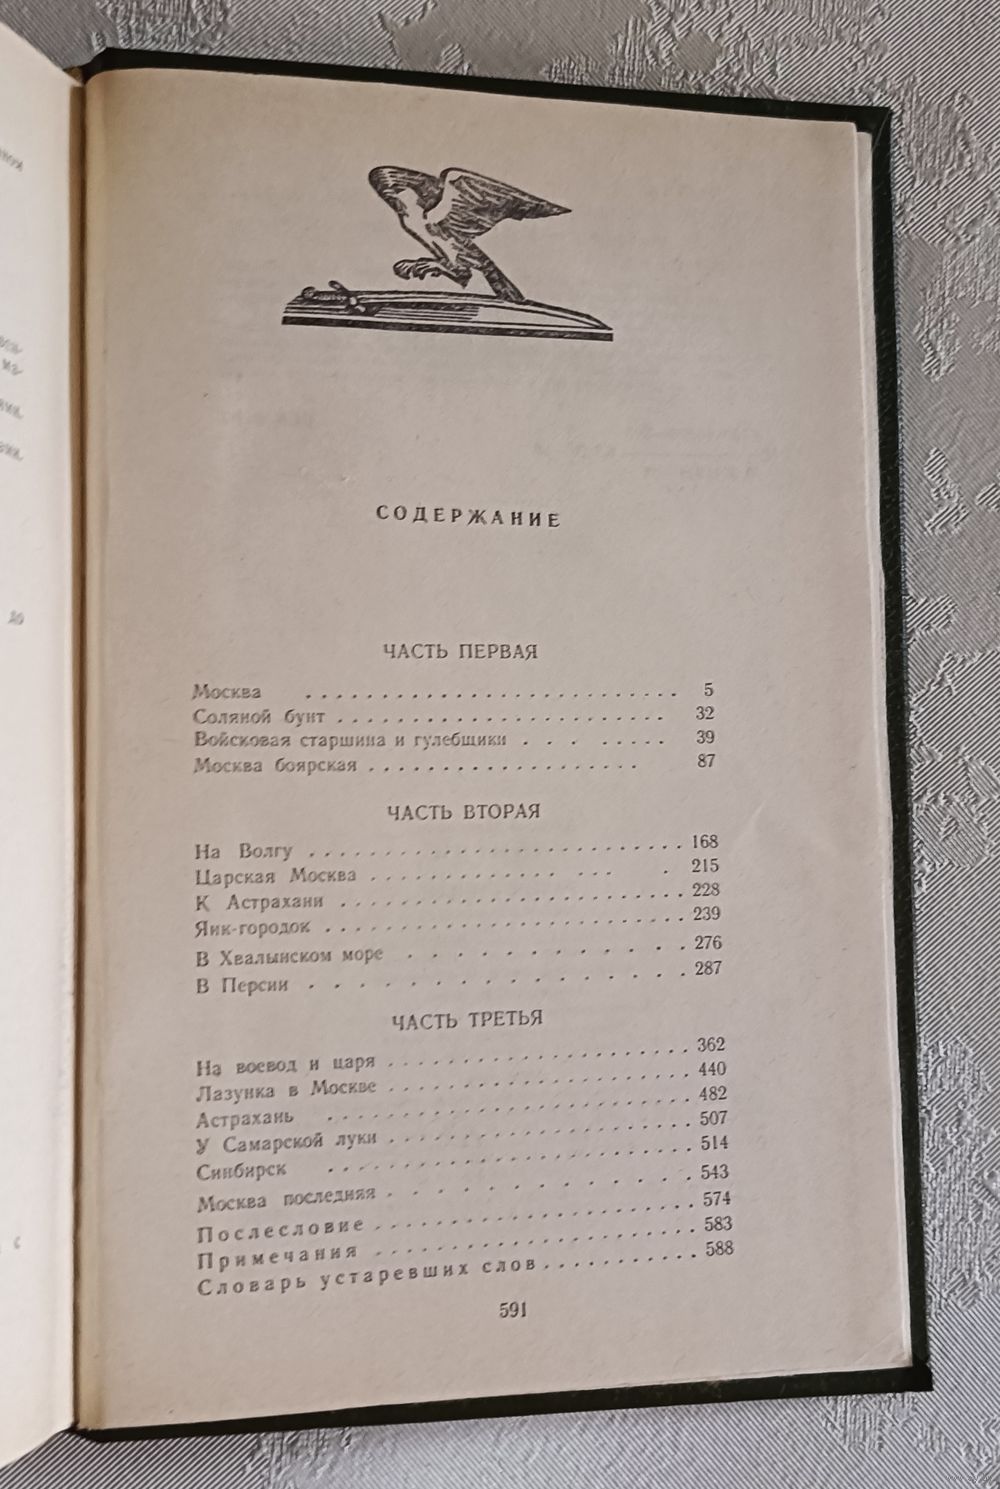 СОДЕРЖАНИЕ
ЧАСТЬ ПЕРВАЯ
Москва . . . . . . . . . . . . . . . . . . . . . . . . . 5
Соляной бунт . . . . . . . . . . . . . . . . . . . . . . 32
Войсковая старшина и гулебщики . . . . . . . . 39
Москва боярская . . . . . . . . . . . . . . . . . . 87
ЧАСТЬ ВТОРАЯ
На Волгу . . . . . . . . . . . . . . . . . . . . . . . . 168
Царская Москва . . . . . . . . . . . . . . . . . 215
К Астрахани . . . . . . . . . . . . . . . . . . . . . . 228
Яик-городок . . . . . . . . . . . . . . . . . . . . . . 239
В Хвалынском море . . . . . . . . . . . . 276
В Персии . . . . . . . . . . . . . . . 287
ЧАСТЬ ТРЕТЬЯ
На воевод и царя . . . . . . . . . . . . . . . . . . . . 362
Лазунка в Москве . . . . . . . . . . . . . . . . . . . . 440
Астрахань . . . . . . . . . . . . . . . . . . . . . . . 482
У Самарской луки . . . . . . . . . . . . . . . . . . . . 507
Синбирск . . . . . . . . . . . . . . . . . . . . . . . 514
Москва последняя . . . . . . . . . . . . . 543
Послесловие . . . . . . . . . . . . . . . . . . . . . 574
Примечания . . . . . . . . . . . . . . . . . . . . . 583
Словарь устаревших слов . . . . . . . . . . . 588
591